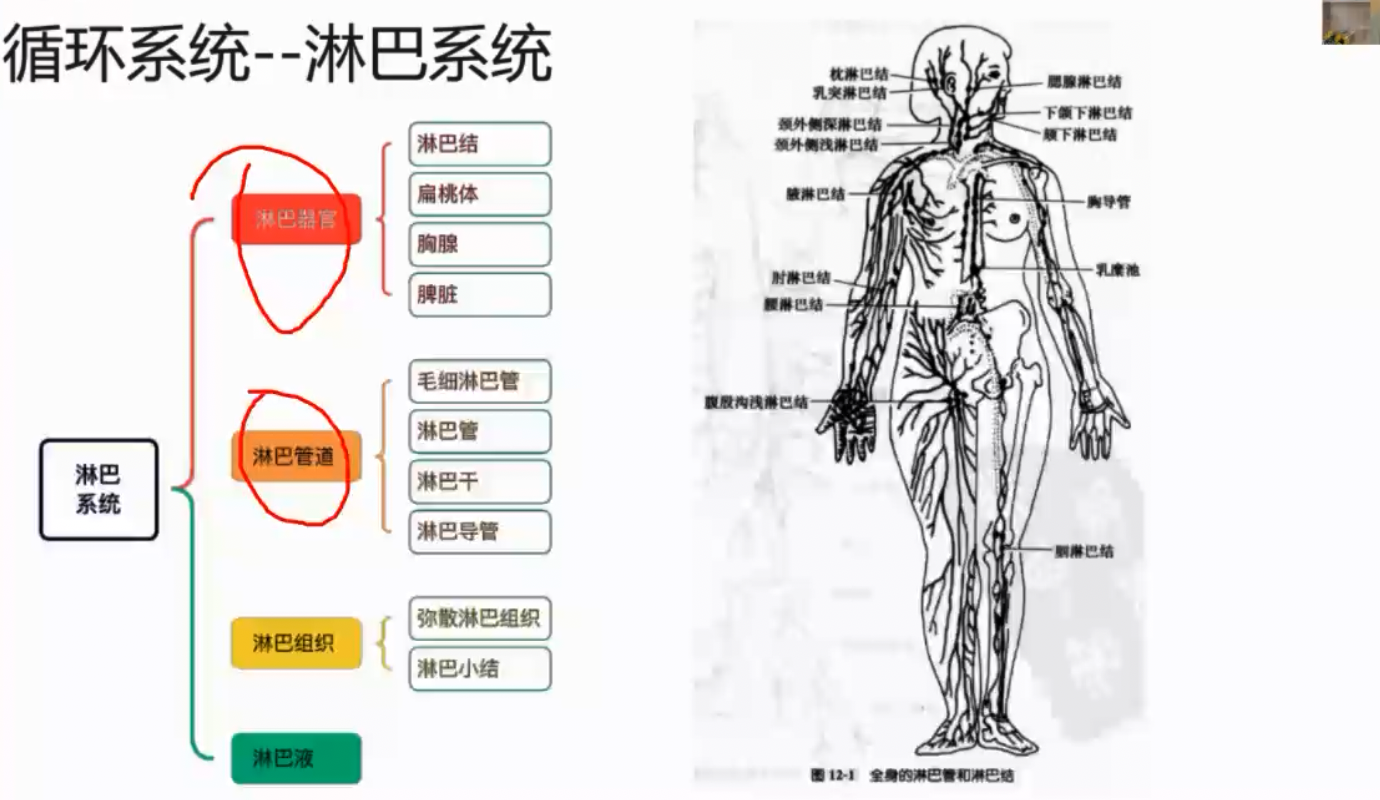 循环系统--淋巴系统
淋巴器官
淋巴结
扁桃体
胸腺
脾脏
淋巴管道
毛细淋巴管
淋巴管
淋巴干
淋巴导管
淋巴
系统
淋巴组织
弥散淋巴组织
淋巴小结
淋巴液
枕淋巴结
乳突淋巴结
颈外侧深淋巴结
颈外侧浅淋巴结
腋淋巴结
肘淋巴结
腰淋巴结
腹股沟浅淋巴结
腮腺淋巴结
下颌下淋巴结
颏下淋巴结
胸导管
乳糜池
腘淋巴结
图 12-1 全身的淋巴管和淋巴结